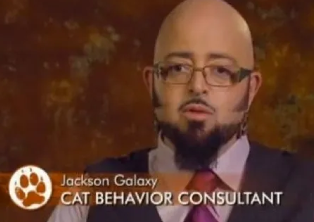 Jackson Galaxy
CAT BEHAVIOR CONSULTANT